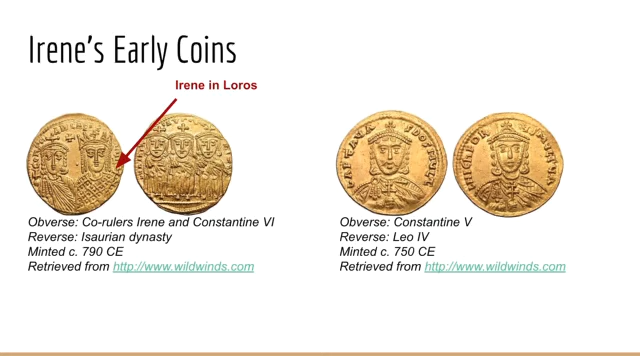 Irene's Early Coins
Irene in Loros
Obverse: Co-rulers Irene and Constantine VI
Reverse: Isaurian dynasty
Minted c. 790 CE
Retrieved from http://www.wildwinds.com
Obverse: Constantine V
Reverse: Leo IV
Minted c. 750 CE
Retrieved from http://www.wildwinds.com